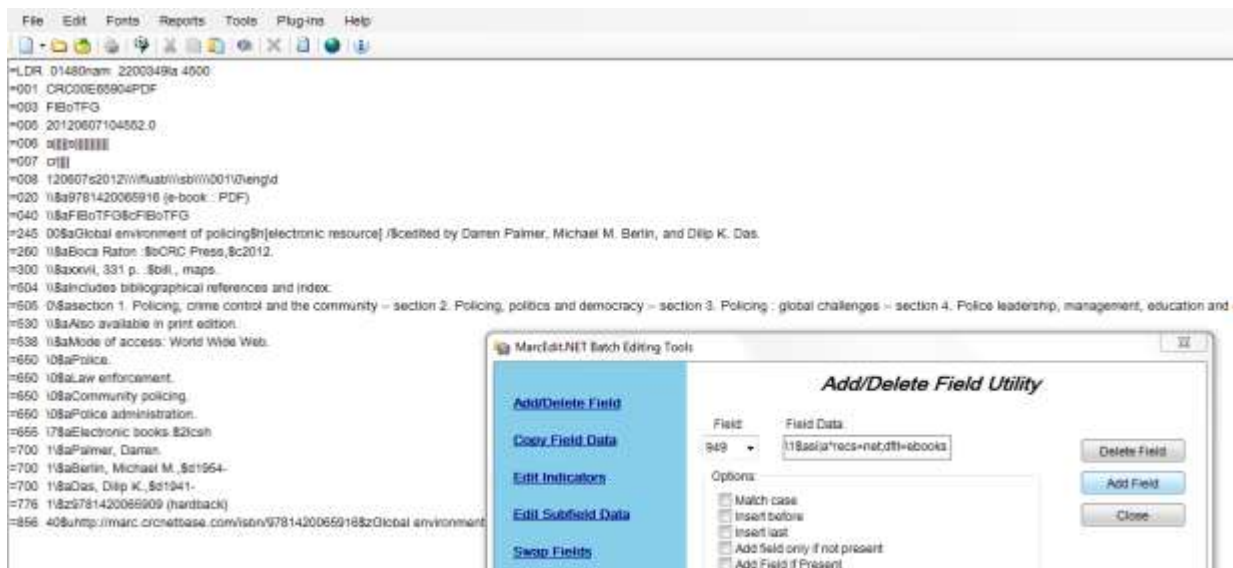 File Edit Fonts Reports Tools Plug-ins Help
=LDR 01480nam 2200349Ia 4500
=001 CRC00E65904PDF
=003 FlBoTFG
=005 20120607104552.0
=006
=007
=008 120607s2012\\\\fluab\\\\sb\\\\001\0\eng\d
=020 \\$a9781420065916 (e-book : PDF)
=040 \\$aFlBoTFG$cFlBoTFG
=245 00$aGlobal environment of policing$h[electronic resource] /$cedited by Darren Palmer, Michael M. Berlin, and Dilip K. Das.
=260 \\$aBoca Raton :$bCRC Press,$c2012.
=300 \\$axxvii, 331 p. :$bill., maps.
=504 \\$aIncludes bibliographical references and index.
=505 0\$asection 1. Policing, crime control and the community -- section 2. Policing, politics and democracy -- section 3. Policing : global challenges -- section 4. Police leadership, management, education and
=530 \\$aAlso available in print edition.
=538 \\$aMode of access: World Wide Web.
=650 \0$aPolice.
=650 \0$aLaw enforcement.
=650 \0$aCommunity policing.
=650 \0$aPolice administration.
=655 \7$aElectronic books.$2lcsh
=700 1\$aPalmer, Darren.
=700 1\$aBerlin, Michael M.,$d1954-
=700 1\$aDas, Dilip K.,$d1941-
=776 1\$z9781420065909 (hardback)
=856 40$uhttp://marc.crcnetbase.com/isbn/9781420065916$zGlobal environment
MarcEdit.NET Batch Editing Tools
Add/Delete Field Utility
Add/Delete Field
Copy Field Data
Edit Indicators
Edit Subfield Data
Swap Fields
Field: Field Data:
949 \1$asi|a*recs=net;dflt=ebooks
Delete Field
Add Field
Close
Options:
Match case
Insert before
Insert last
Add field only if not present
Add Field if Present